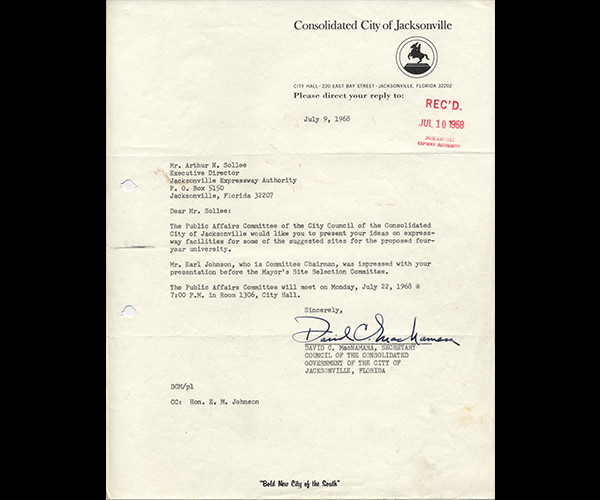 Consolidated City of Jacksonville
CITY HALL - 220 EAST BAY STREET - JACKSONVILLE, FLORIDA 32202
Please direct your reply to:
July 9, 1968
REC'D.
JUL 10 1968
JACKSONVILLE
EXPWAY AUTHORITY
Mr. Arthur N. Sollee
Executive Director
Jacksonville Expressway Authority
P. O. Box 5150
Jacksonville, Florida 32207
Dear Mr. Sollee:
The Public Affairs Committee of the City Council of the Consolidated
City of Jacksonville would like you to present your ideas on express-
way facilities for some of the suggested sites for the proposed four-
year university.
Mr. Earl Johnson, who is Committee Chairman, was impressed with your
presentation before the Mayor's Site Selection Committee.
The Public Affairs Committee will meet on Monday, July 22, 1968 @
7:00 P.M. in Room 1306, City Hall.
Sincerely,
David C. MacNamara
DAVID C. MacNAMARA, SECRETARY
COUNCIL OF THE CONSOLIDATED
GOVERNMENT OF THE CITY OF
JACKSONVILLE, FLORIDA
DCM/pl
CC: Hon. E. M. Johnson
"Bold New City of the South"